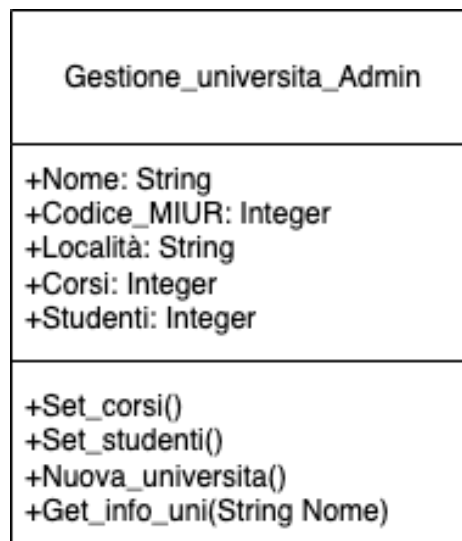 Gestione_universita_Admin
+Nome: String
+Codice_MIUR: Integer
+Località: String
+Corsi: Integer
+Studenti: Integer
+Set_corsi()
+Set_studenti()
+Nuova_universita()
+Get_info_uni(String Nome)